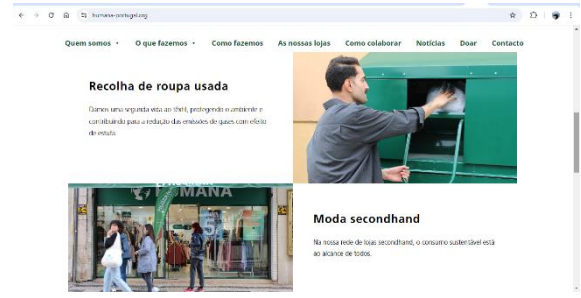 humana-portugal.org
Quem somos
O que fazemos
Como fazemos
As nossas lojas
Como colaborar
Notícias
Doar
Contacto
Recolha de roupa usada
Damos uma segunda vida ao têxtil, protegendo o ambiente e
contribuindo para a redução das emissões de gases com efeito
de estufa.
MANA
Moda secondhand
Na nossa rede de lojas secondhand, o consumo sustentável está
ao alcance de todos.